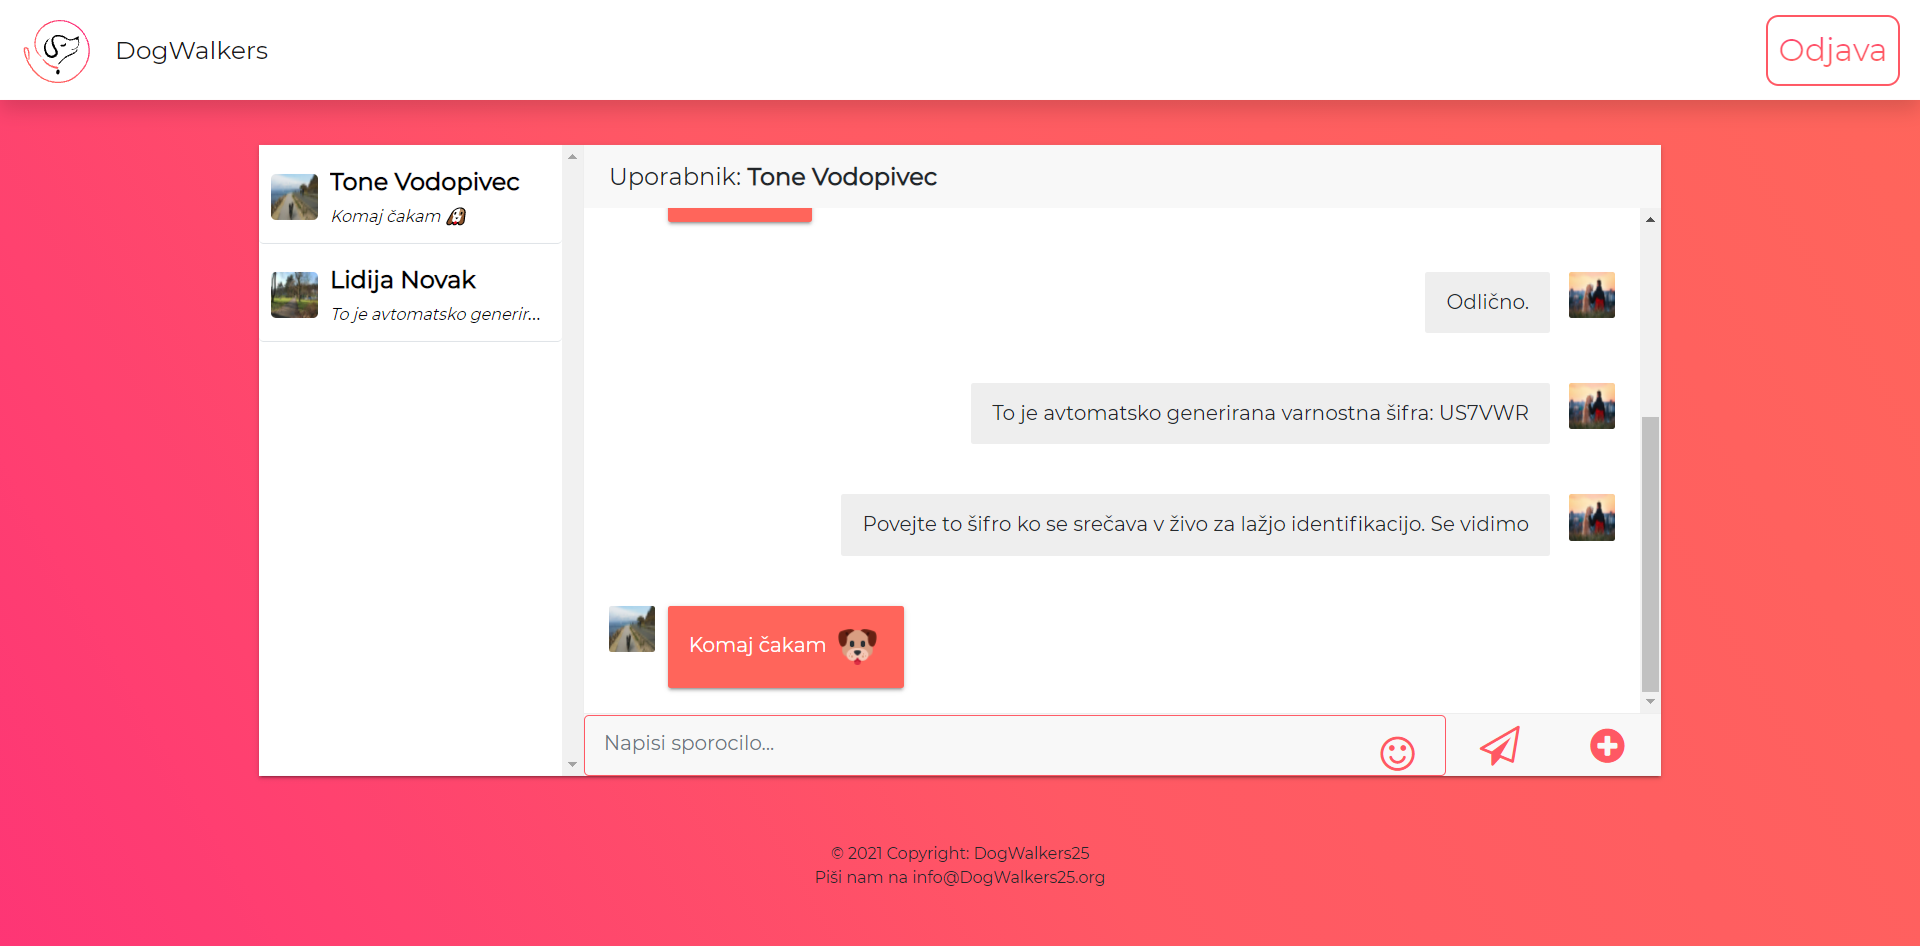 DogWalkers
Odjava
Tone Vodopivec
Komaj čakam 🐶
Lidija Novak
To je avtomatsko generir...
Uporabnik: Tone Vodopivec
Odlično.
To je avtomatsko generirana varnostna šifra: US7VWR
Povejte to šifro ko se srečava v živo za lažjo identifikacijo. Se vidimo
Komaj čakam 🐶
Napisi sporocilo...
© 2021 Copyright: DogWalkers25
Piši nam na info@DogWalkers25.org